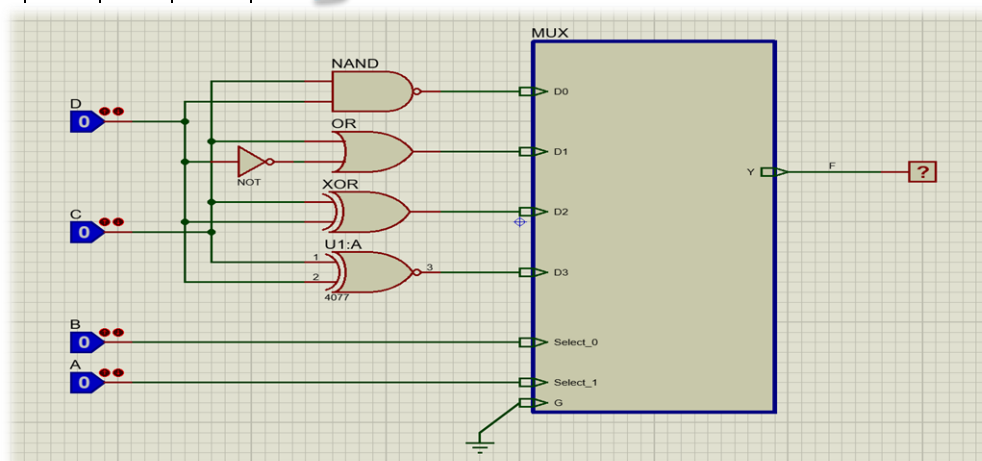 MUX
NAND
D0
D
0
OR
D1
NOT
Y
F
?
XOR
D2
C
0
U1:A
1
2
3
D3
4077
B
0
Select_0
A
0
Select_1
G